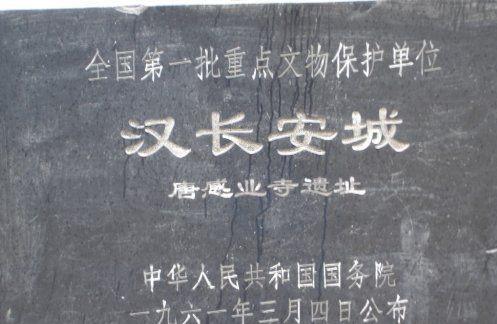 全国第一批重点文物保护单位
汉长安城
唐感业寺遗址
中华人民共和国国务院
一九六一年三月四日公布